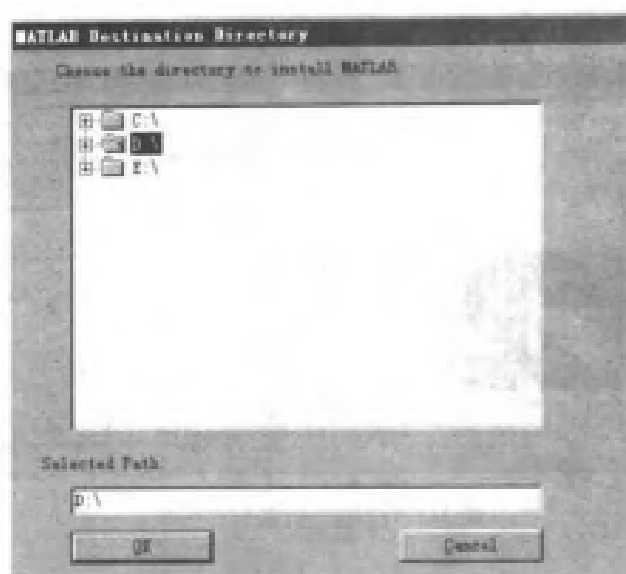 MATLAB Destination Directory
Choose the directory to install MATLAB.
C:\
D:\
E:\
Selected Path
D:\
OK
Cancel